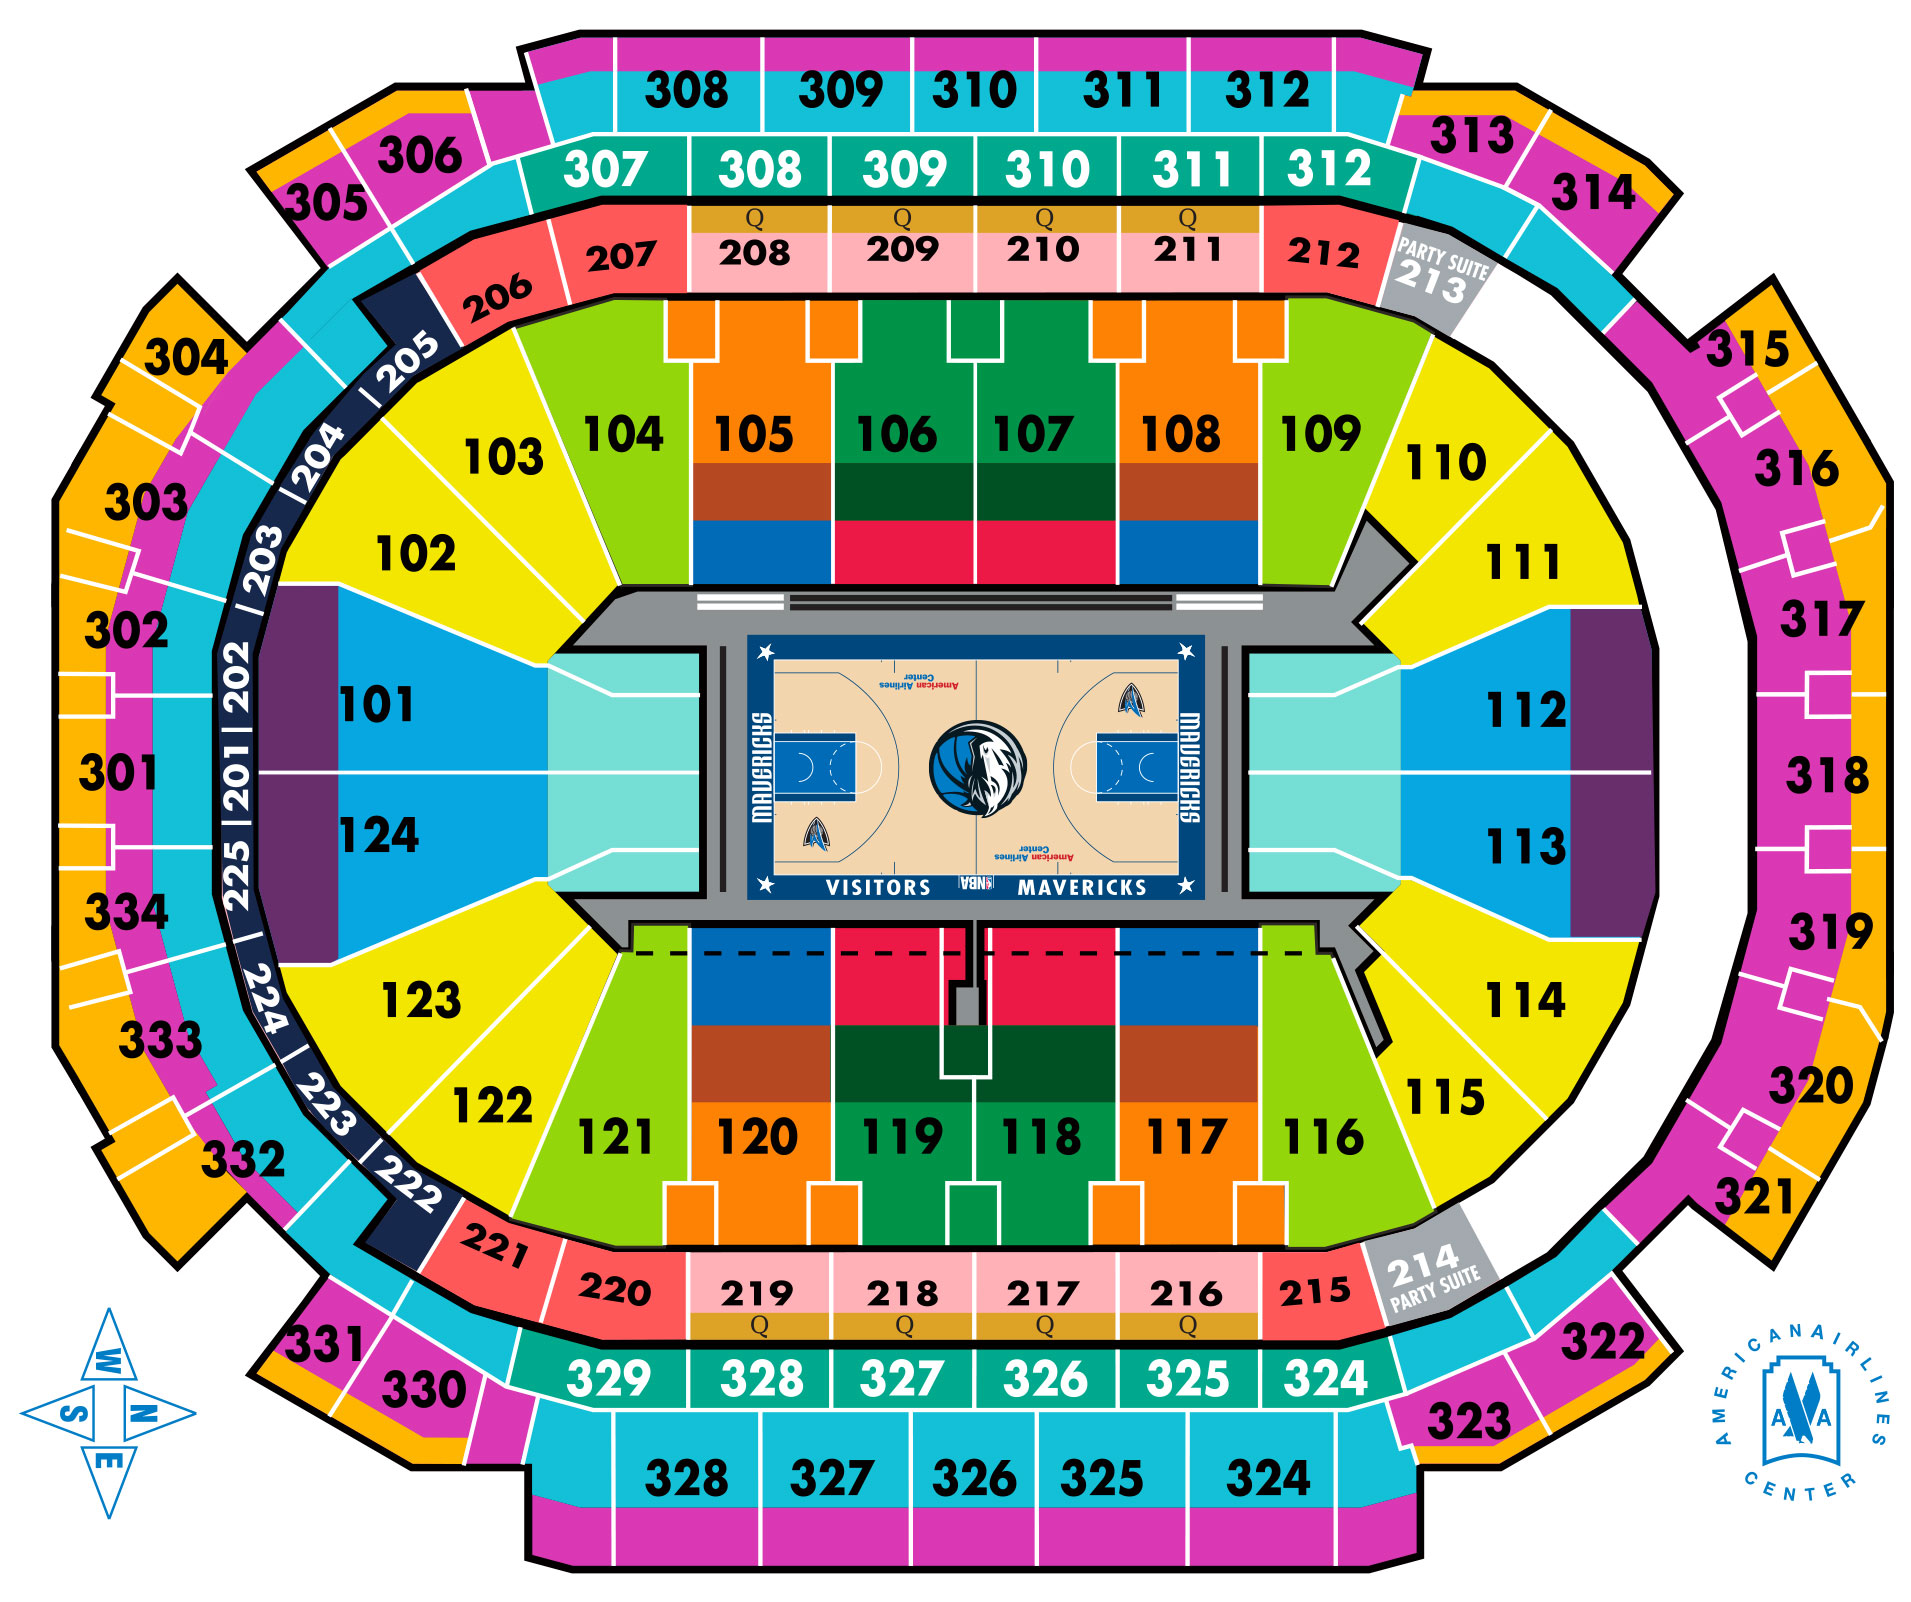 308 309 310 311 312
306 313
305 314
307 308 309 310 311 312
Q Q Q Q
206 207 208 209 210 211 212 PARTY SUITE
213
304 315
205
204 103 104 105 106 107 108 109 110 316
303
203 102 111
302 317
202 101 112
American Airlines
Center
MAVERICKS MAVERICKS
301 201 318
225 124 113
American Airlines
Center
VISITORS NBA MAVERICKS
334 319
224 123 114
333 320
223 122 121 120 119 118 117 116 115
332 222 321
221 220 219 218 217 216 215 214
PARTY SUITE
Q Q Q Q
331 322
330 329 328 327 326 325 324 323
328 327 326 325 324
W
S N
E
AMERICAN AIRLINES
A A
CENTER